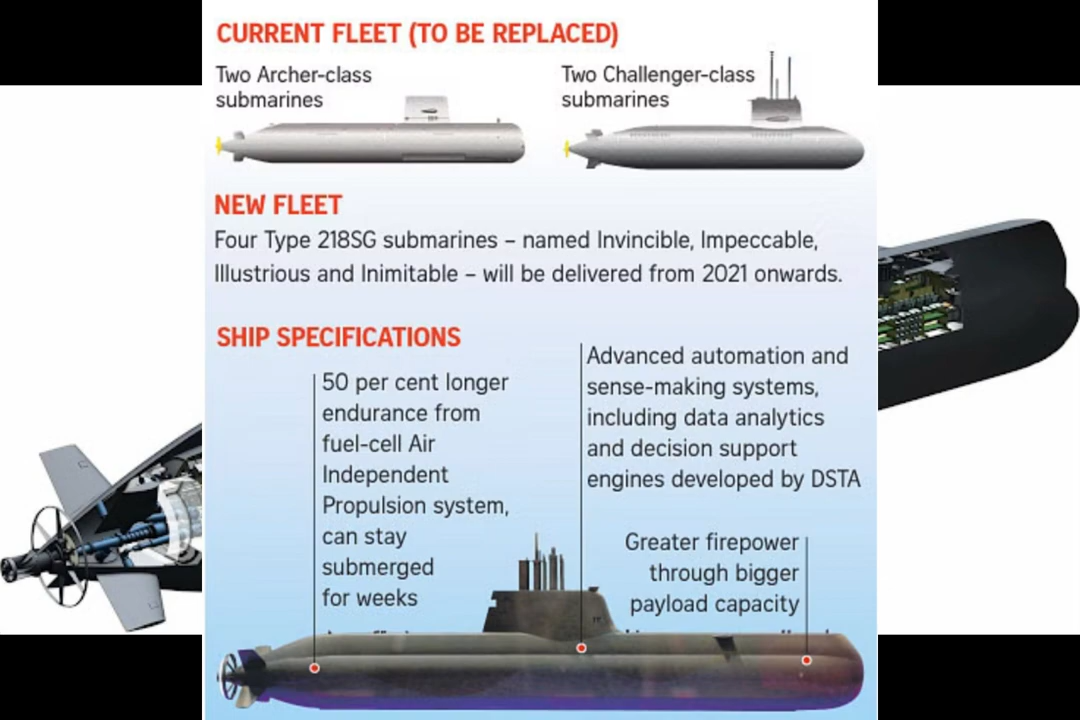 CURRENT FLEET (TO BE REPLACED)
Two Archer-class
submarines
Two Challenger-class
submarines
NEW FLEET
Four Type 218SG submarines – named Invincible, Impeccable,
Illustrious and Inimitable – will be delivered from 2021 onwards.
SHIP SPECIFICATIONS
50 per cent longer
endurance from
fuel-cell Air
Independent
Propulsion system,
can stay
submerged
for weeks
Advanced automation and
sense-making systems,
including data analytics
and decision support
engines developed by DSTA
Greater firepower
through bigger
payload capacity